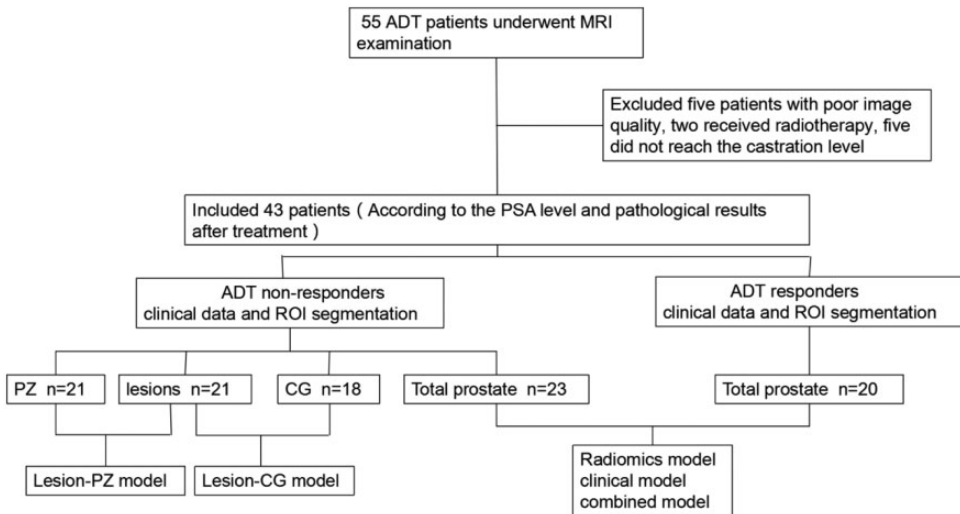 55 ADT patients underwent MRI
examination
Excluded five patients with poor image
quality, two received radiotherapy, five
did not reach the castration level
Included 43 patients ( According to the PSA level and pathological results
after treatment )
ADT non-responders
clinical data and ROI segmentation
ADT responders
clinical data and ROI segmentation
PZ n=21
lesions n=21
CG n=18
Total prostate n=23
Total prostate n=20
Lesion-PZ model
Lesion-CG model
Radiomics model
clinical model
combined model